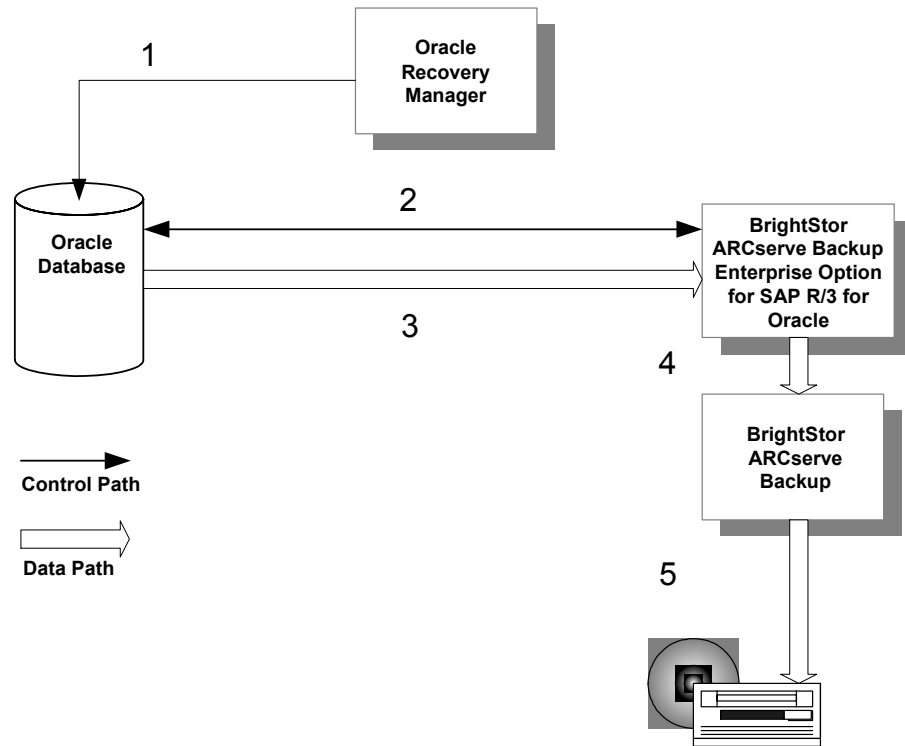 1
Oracle
Recovery
Manager
2
Oracle
Database
BrightStor
ARCserve Backup
Enterprise Option
for SAP R/3 for
Oracle
3
4
BrightStor
ARCserve
Backup
Control Path
Data Path
5